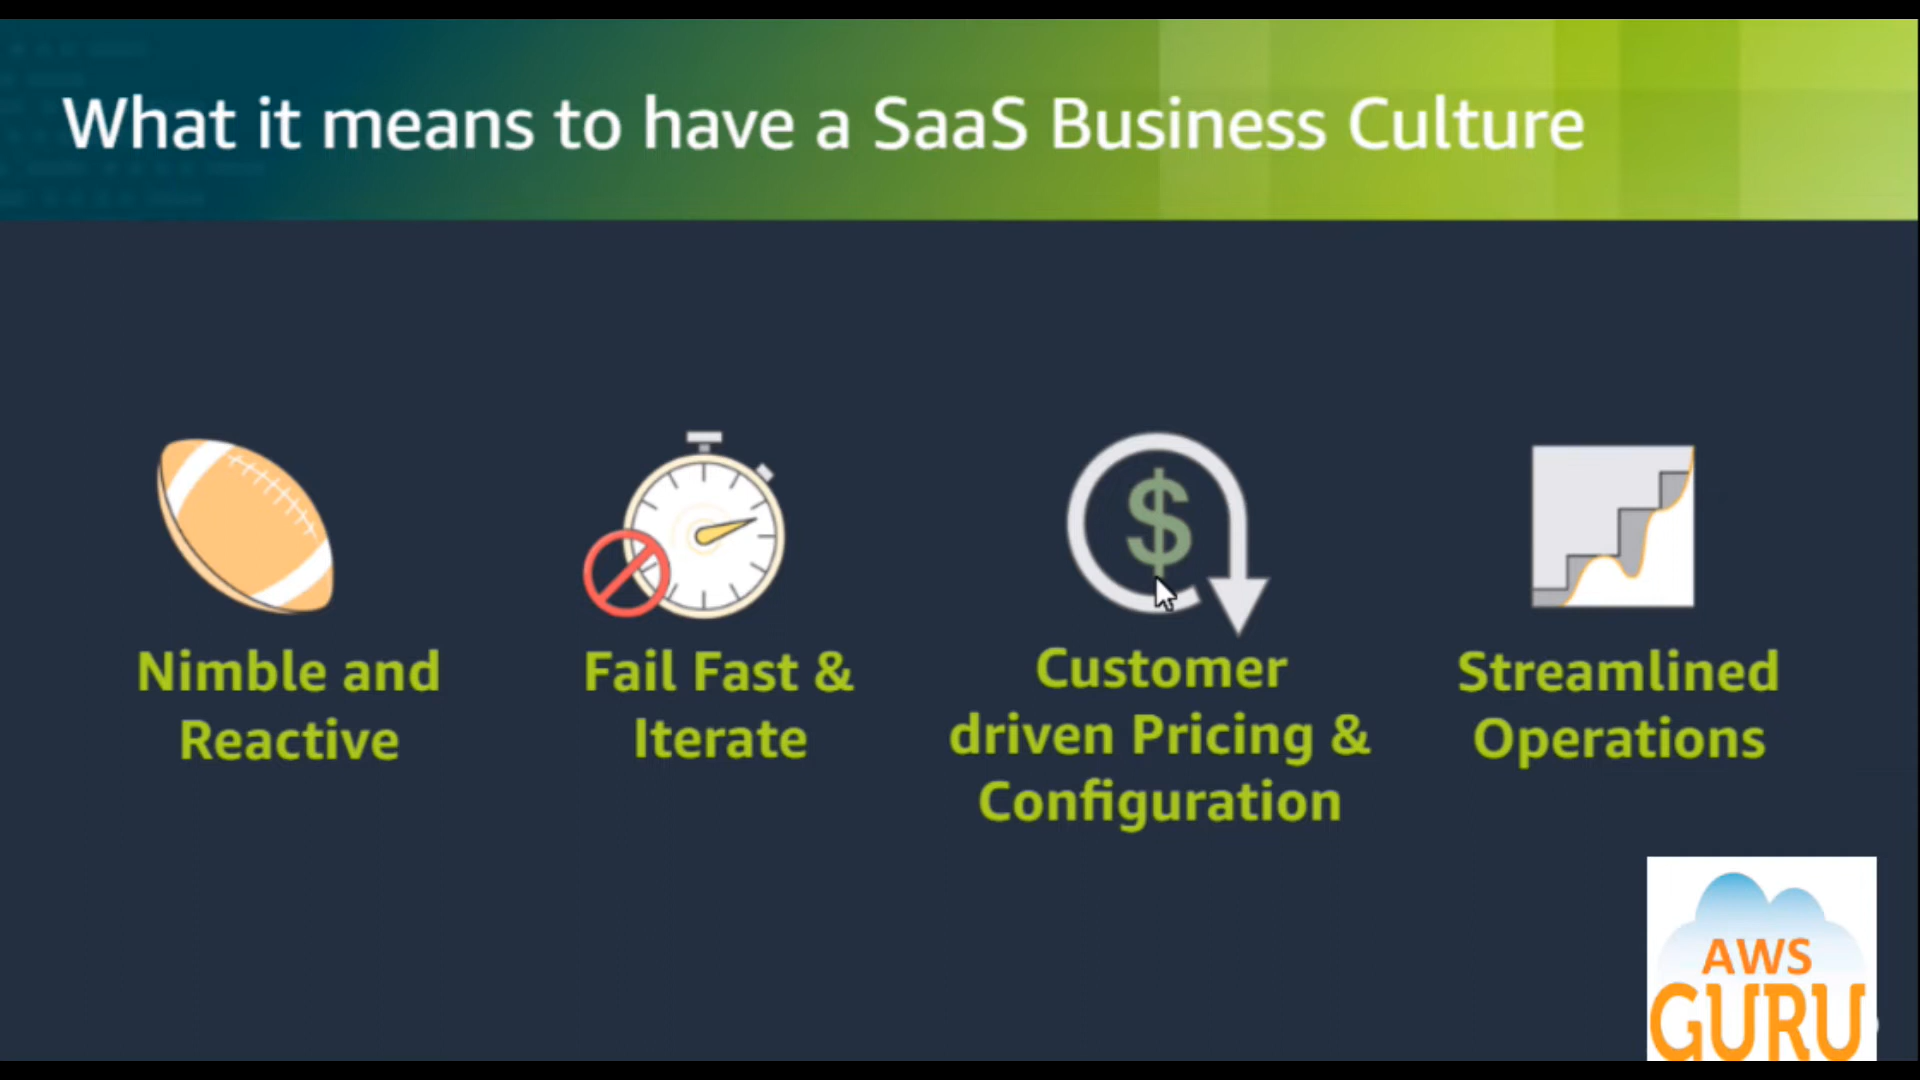 What it means to have a SaaS Business Culture
$
Nimble and
Reactive
Fail Fast &
Iterate
Customer
driven Pricing &
Configuration
Streamlined
Operations
AWS
GURU